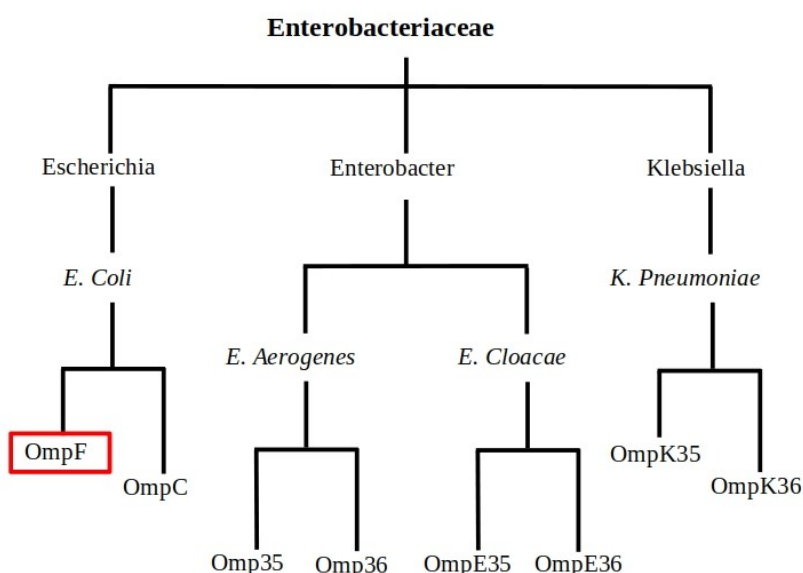 Enterobacteriaceae
Escherichia
Enterobacter
Klebsiella
E. Coli
K. Pneumoniae
E. Aerogenes
E. Cloacae
OmpF
OmpC
OmpK35
OmpK36
Omp35
Omp36
OmpE35
OmpE36